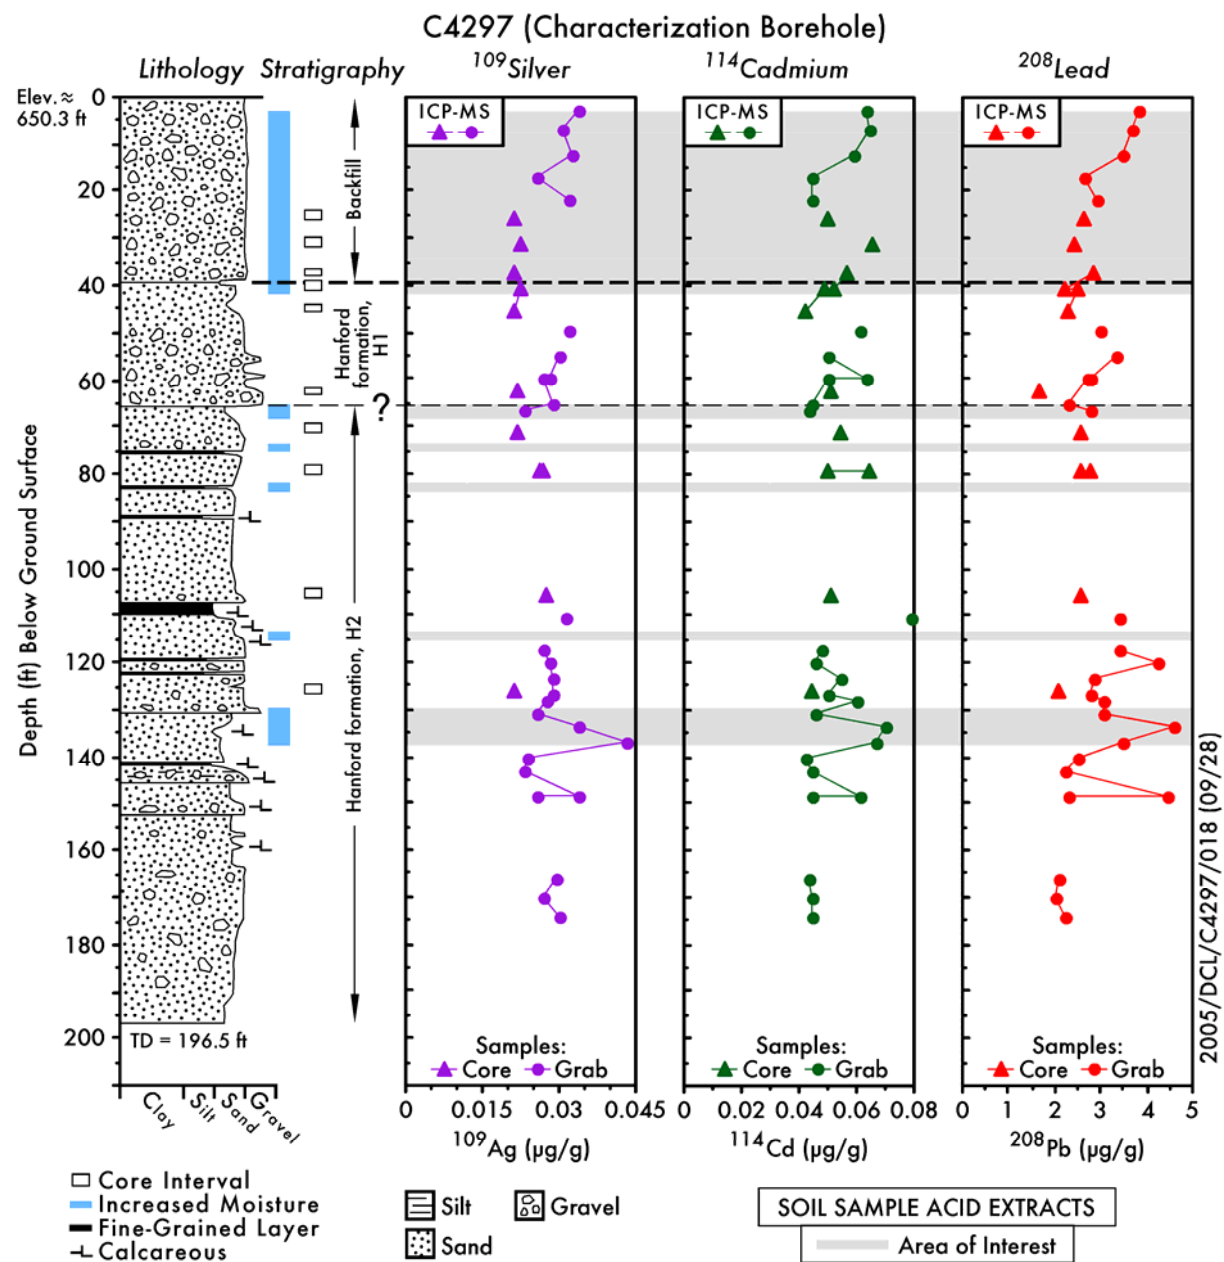 C4297 (Characterization Borehole)
Lithology
Stratigraphy
109Silver
114Cadmium
208Lead
Elev. ≈
650.3 ft
0
20
40
60
80
100
120
140
160
180
200
Depth (ft) Below Ground Surface
Backfill
Hanford
formation,
H1
?
Hanford formation, H2
TD = 196.5 ft
Clay
Silt
Sand
Gravel
ICP-MS
ICP-MS
ICP-MS
Samples:
Core Grab
Samples:
Core Grab
Samples:
Core Grab
0 0.015 0.03 0.045
0 0.02 0.04 0.06 0.08
0 1 2 3 4 5
109Ag (µg/g)
114Cd (µg/g)
208Pb (µg/g)
2005/DCL/C4297/018 (09/28)
Core Interval
Increased Moisture
Fine-Grained Layer
Calcareous
Silt
Gravel
Sand
SOIL SAMPLE ACID EXTRACTS
Area of Interest